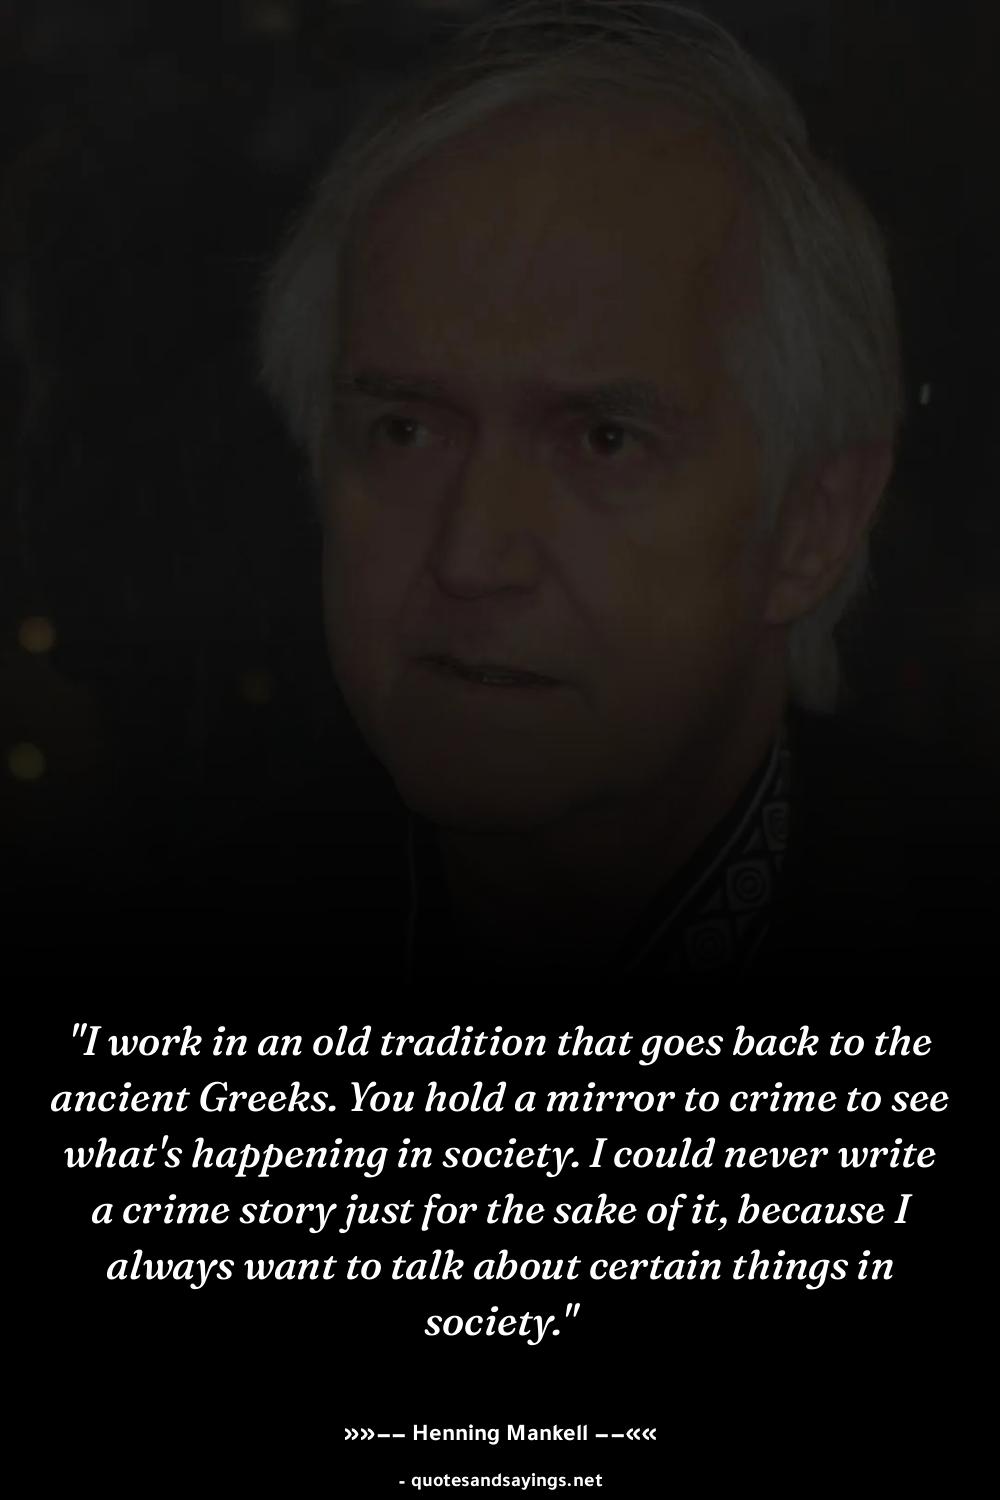 "I work in an old tradition that goes back to the
ancient Greeks. You hold a mirror to crime to see
what's happening in society. I could never write
a crime story just for the sake of it, because I
always want to talk about certain things in
society."
»»–– Henning Mankell ––««
- quotesandsayings.net